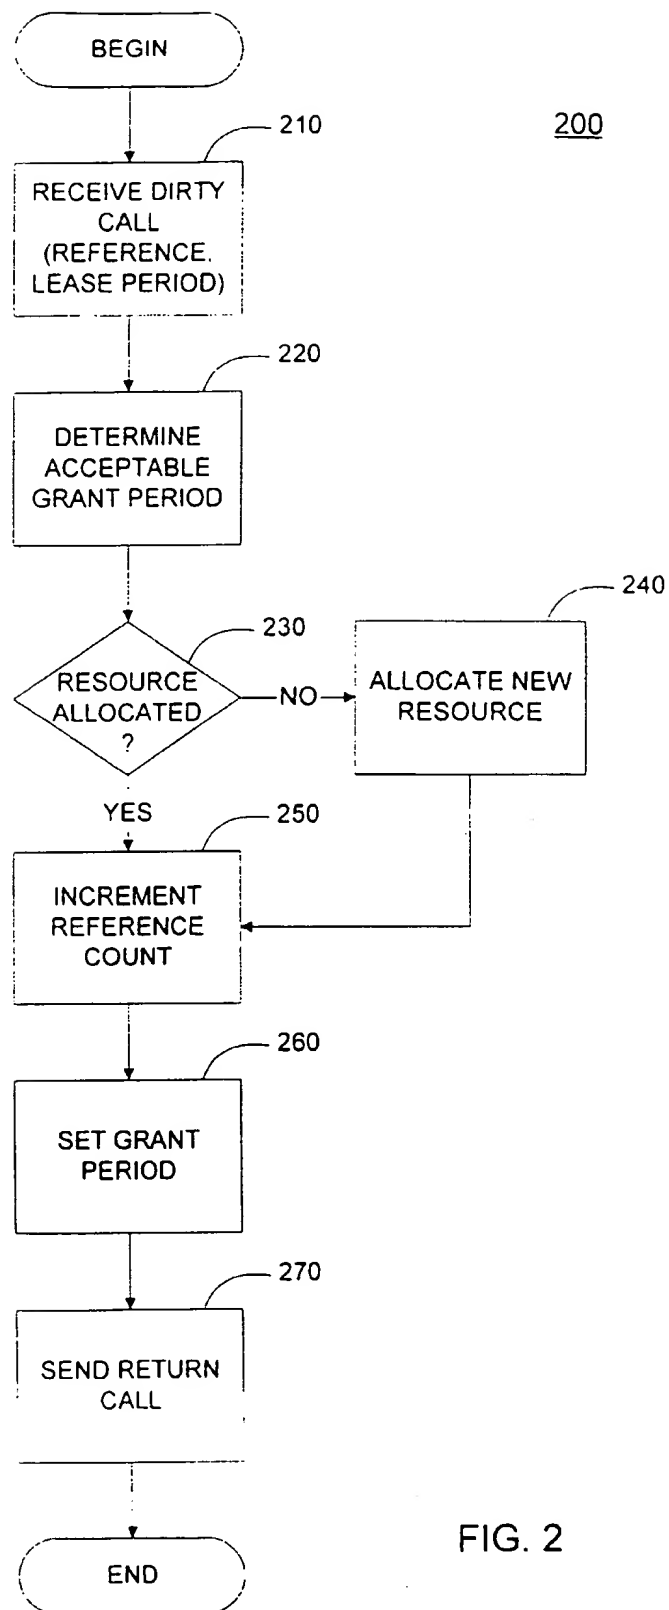 BEGIN
200
210
RECEIVE DIRTY
CALL
(REFERENCE,
LEASE PERIOD)
220
DETERMINE
ACCEPTABLE
GRANT PERIOD
230
RESOURCE
ALLOCATED
?
NO
240
ALLOCATE NEW
RESOURCE
YES
250
INCREMENT
REFERENCE
COUNT
260
SET GRANT
PERIOD
270
SEND RETURN
CALL
END
FIG. 2